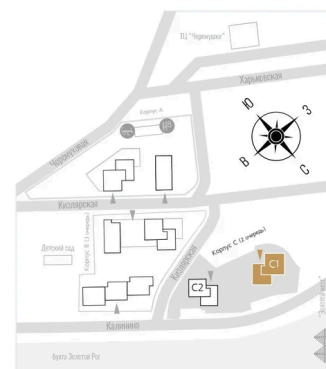 ТЦ "Черемушки"
Харьковская
Корпус А
Черемуховая
Ю
З
В
С
Кизлярская
Корпус В (2 очередь)
Детский сад
Кизлярская
Корпус С (2 очередь)
С1
С2
Калинина
бухта Золотой Рог